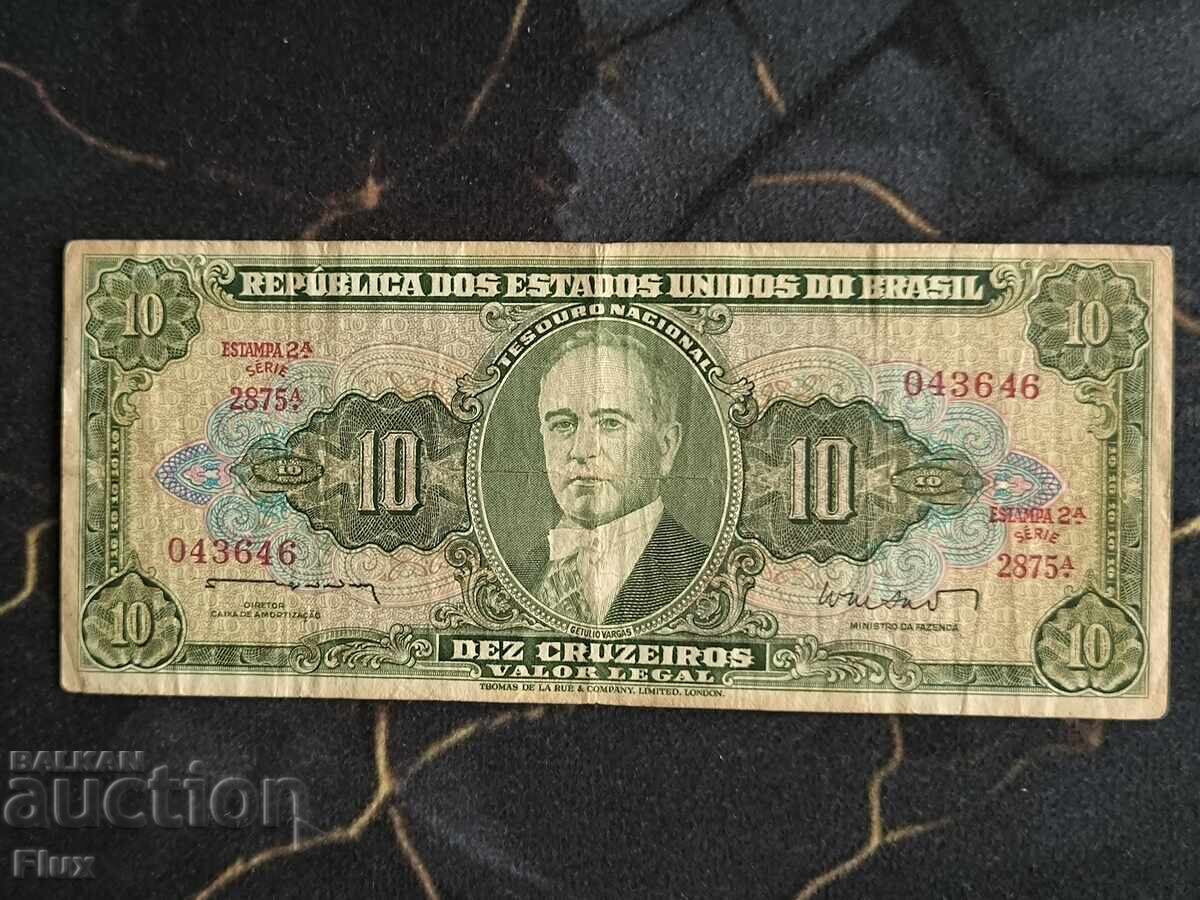 REPÚBLICA DOS ESTADOS UNIDOS DO BRASIL
10
10
TESOURO NACIONAL
ESTAMPA 2ª
SÉRIE
2875ª
043646
10
10
10
10
043646
ESTAMPA 2ª
SÉRIE
2875ª
DIRETOR
CAIXA DE AMORTIZAÇÃO
MINISTRO DA FAZENDA
GETULIO VARGAS
10
10
DEZ CRUZEIROS
VALOR LEGAL
THOMAS DE LA RUE & COMPANY, LIMITED, LONDON.
BALKAN
auction
Flux